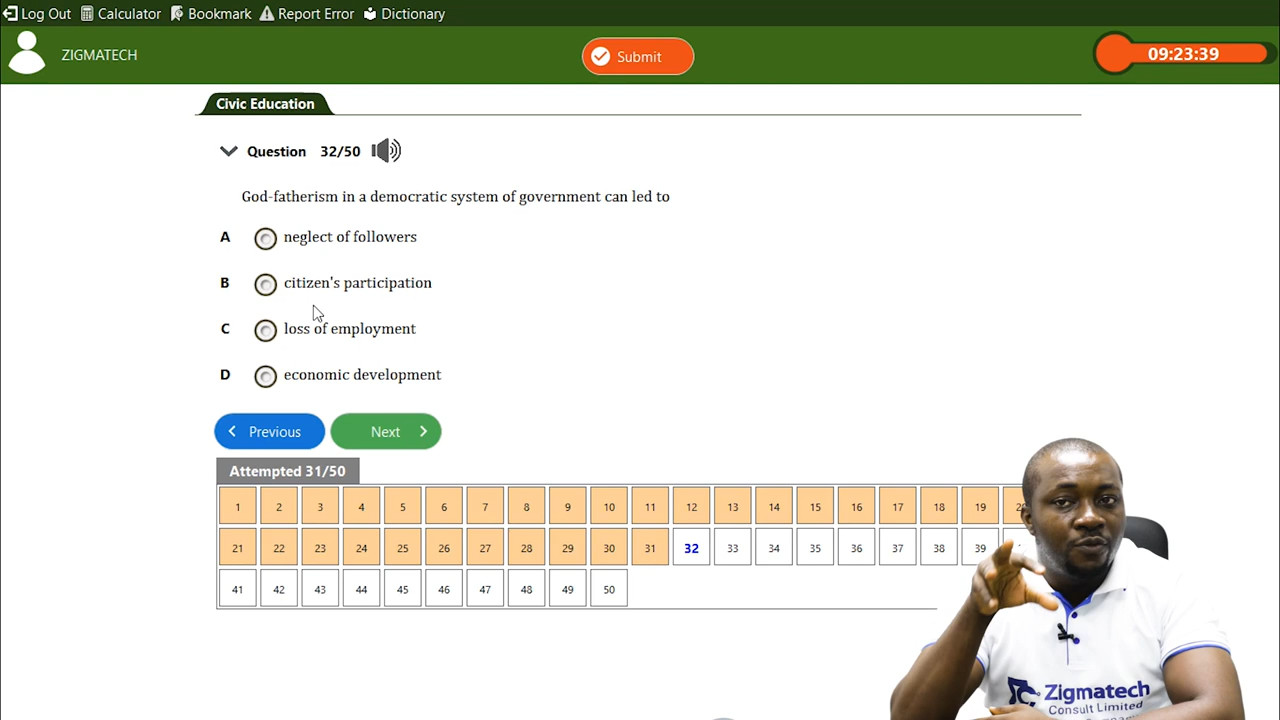 Log Out Calculator Bookmark Report Error Dictionary
ZIGMATECH
Submit
09:23:39
Civic Education
Question 32/50
God-fatherism in a democratic system of government can led to
A neglect of followers
B citizen's participation
C loss of employment
D economic development
Previous Next
Attempted 31/50
1 2 3 4 5 6 7 8 9 10 11 12 13 14 15 16 17 18 19
21 22 23 24 25 26 27 28 29 30 31 32 33 34 35 36 37 38 39
41 42 43 44 45 46 47 48 49 50
Zigmatech
Consult Limited